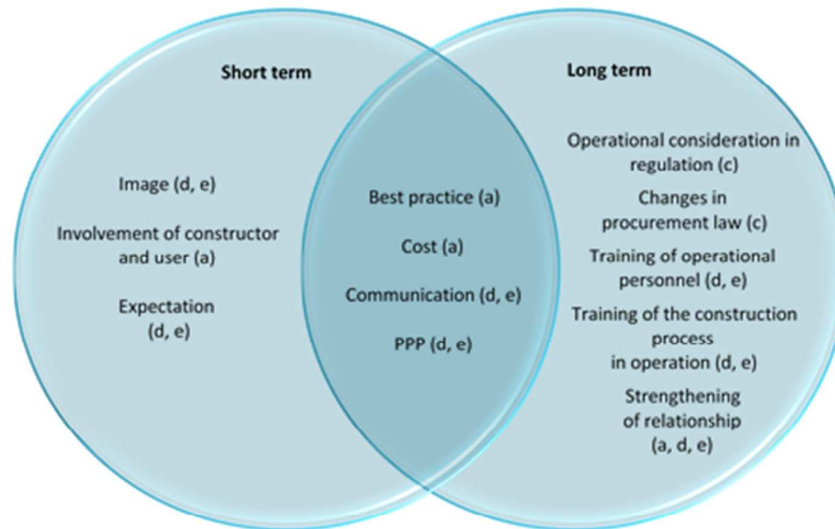 Short term
Image (d, e)
Involvement of constructor
and user (a)
Expectation
(d, e)
Best practice (a)
Cost (a)
Communication (d, e)
PPP (d, e)
Long term
Operational consideration in
regulation (c)
Changes in
procurement law (c)
Training of operational
personnel (d, e)
Training of the construction
process
in operation (d, e)
Strengthening
of relationship
(a, d, e)